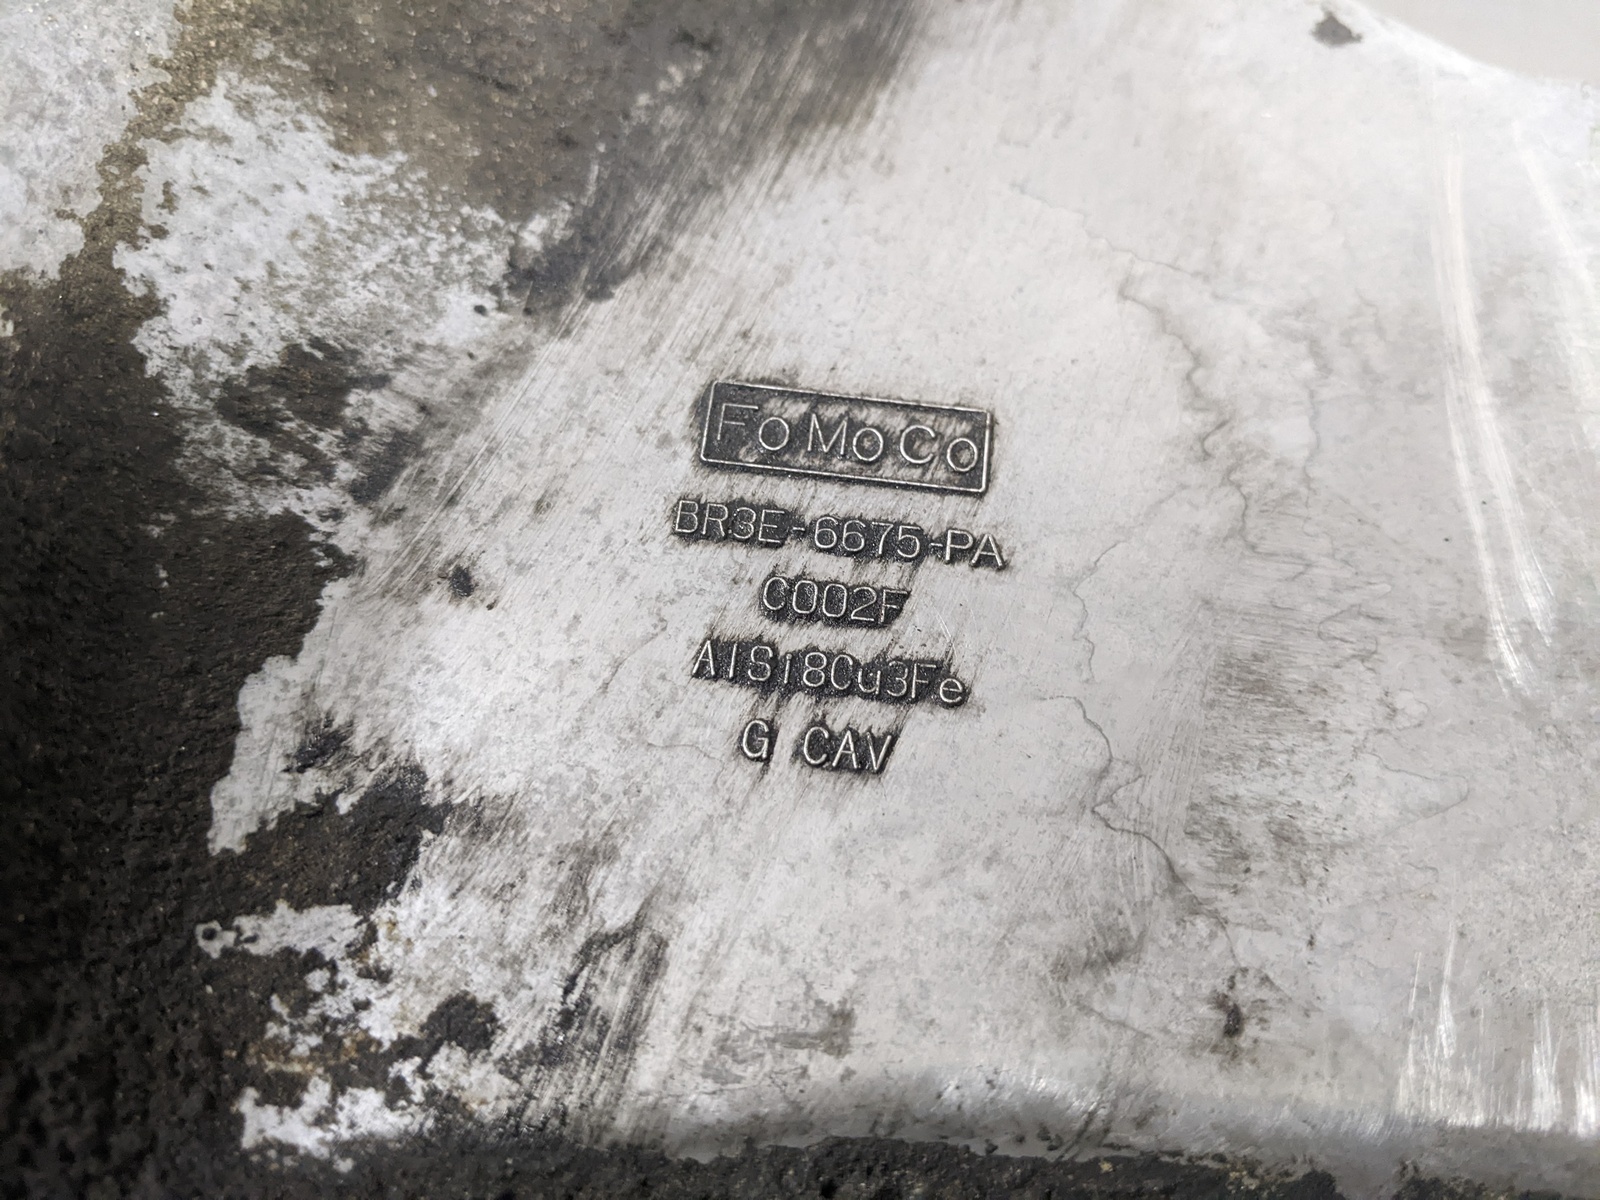 FoMoCo
BR3E-6675-PA
C002F
AlSi8Cu3Fe
G CAV